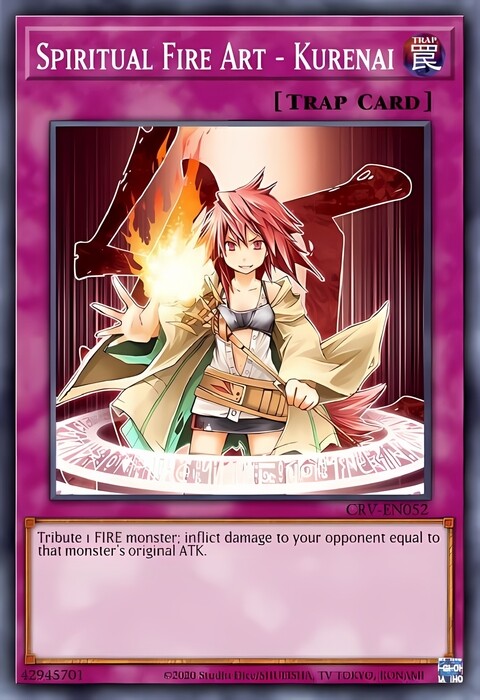 SPIRITUAL FIRE ART - KURENAI
TRAP
罠
[TRAP CARD]
CRV-EN052
Tribute 1 FIRE monster; inflict damage to your opponent equal to
that monster's original ATK.
42945701
©2020 Studio Dice/SHUEISHA, TV TOKYO, KONAMI